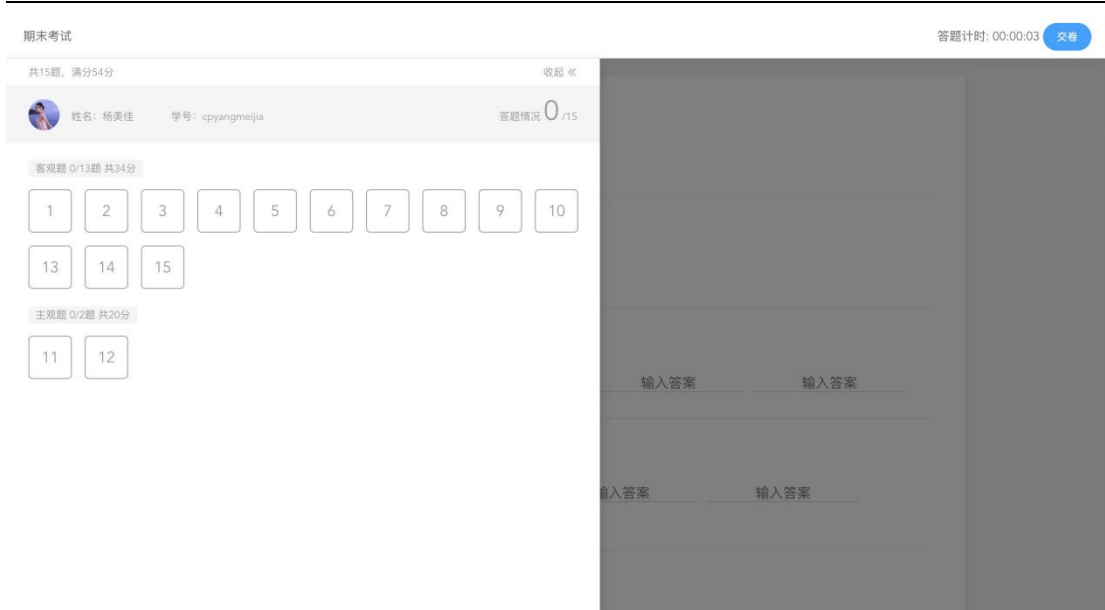 期末考试 答题计时: 00:00:03 交卷
共15题，满分54分 收起 «
姓名：杨美佳 学号：cpyangmeijia 答题情况 0 /15
客观题 0/13题 共34分
1 2 3 4 5 6 7 8 9 10
13 14 15
主观题 0/2题 共20分
11 12
输入答案 输入答案
输入答案 输入答案